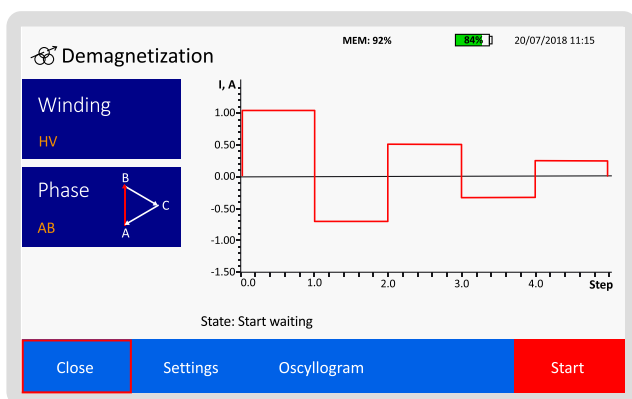 MEM: 92%
84%
20/07/2018 11:15
Demagnetization
Winding
HV
Phase
AB
B
C
A
I, A
1.00
0.50
0.00
-0.50
-1.00
-1.50
0.0 1.0 2.0 3.0 4.0 Step
State: Start waiting
Close Settings Oscyllogram Start